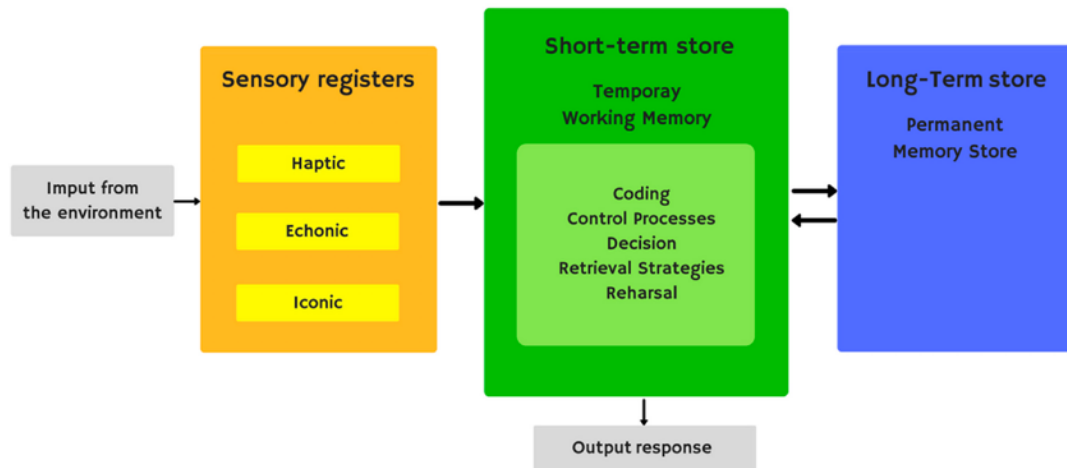 Imput from
the environment
Sensory registers
Haptic
Echonic
Iconic
Short-term store
Temporay
Working Memory
Coding
Control Processes
Decision
Retrieval Strategies
Reharsal
Output response
Long-Term store
Permanent
Memory Store